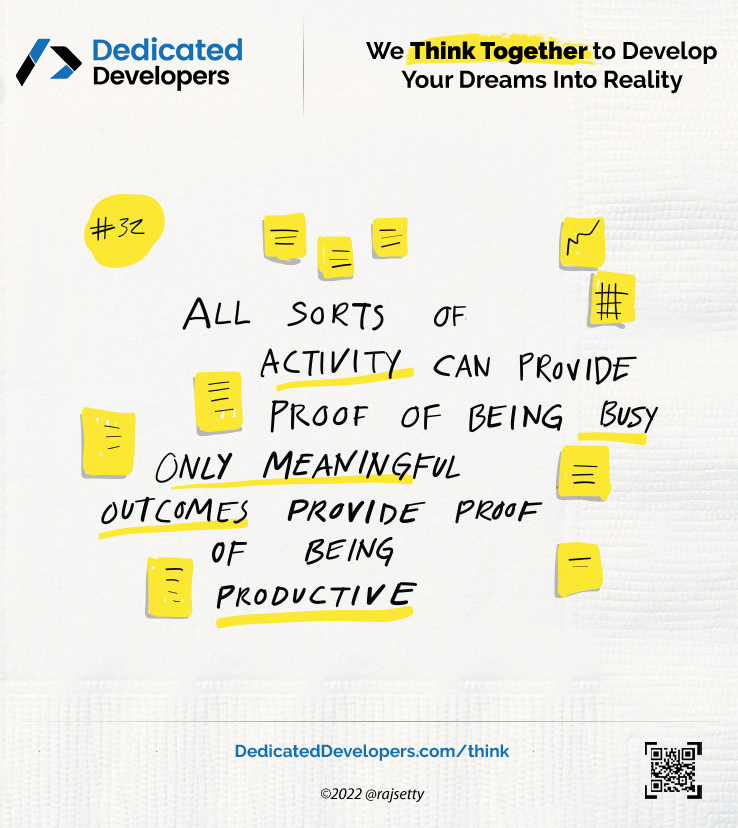 Dedicated
Developers
We Think Together to Develop
Your Dreams Into Reality
#32
ALL SORTS OF
ACTIVITY CAN PROVIDE
PROOF OF BEING BUSY
ONLY MEANINGFUL
OUTCOMES PROVIDE PROOF
OF BEING
PRODUCTIVE
DedicatedDevelopers.com/think
©2022 @rajsetty